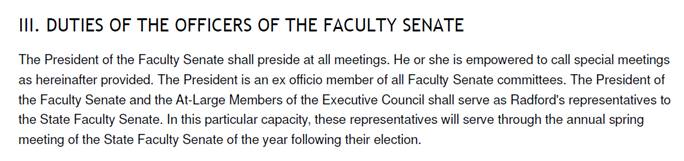 III. DUTIES OF THE OFFICERS OF THE FACULTY SENATE
The President of the Faculty Senate shall preside at all meetings. He or she is empowered to call special meetings
as hereinafter provided. The President is an ex officio member of all Faculty Senate committees. The President of
the Faculty Senate and the At-Large Members of the Executive Council shall serve as Radford's representatives to
the State Faculty Senate. In this particular capacity, these representatives will serve through the annual spring
meeting of the State Faculty Senate of the year following their election.